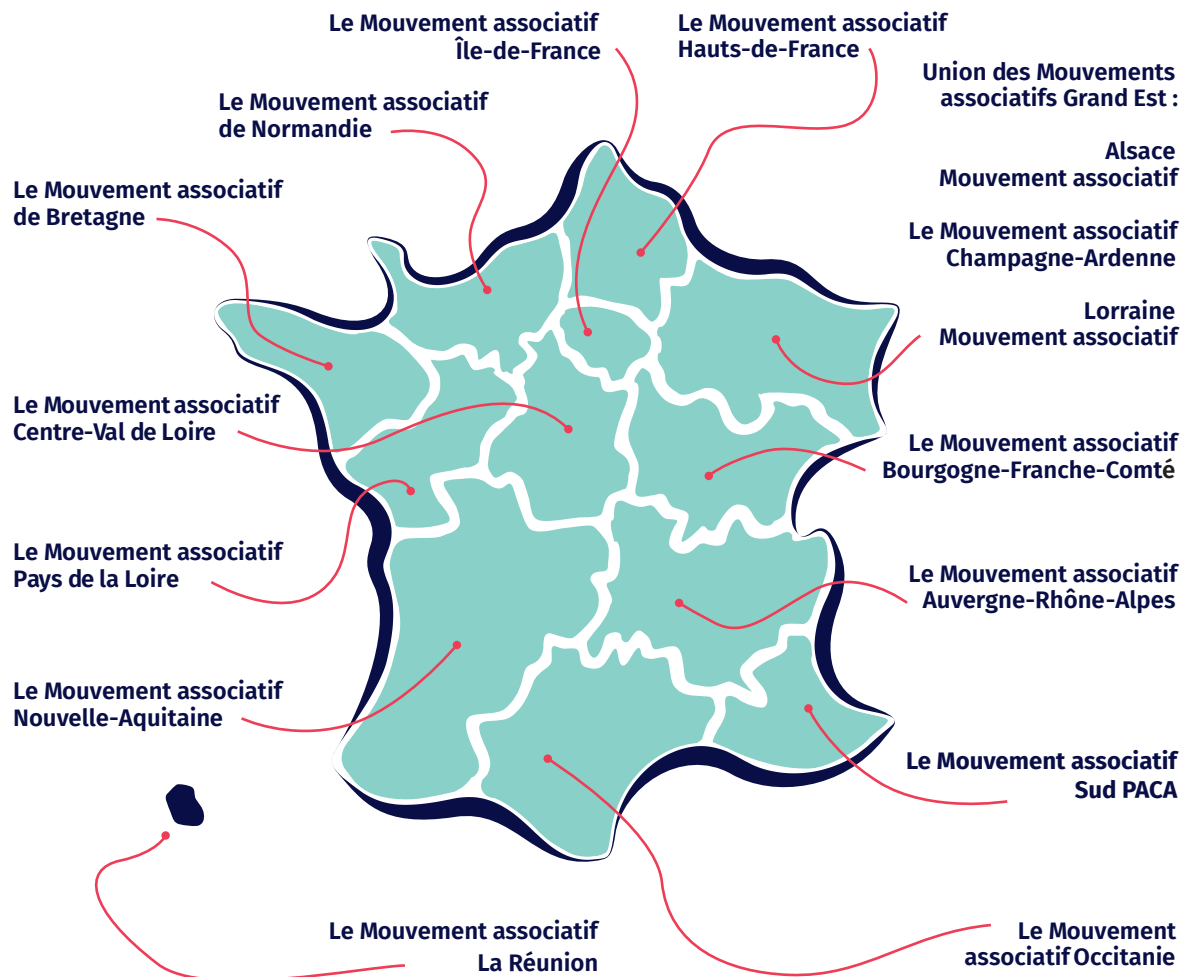 Le Mouvement associatif
Île-de-France
Le Mouvement associatif
Hauts-de-France
Union des Mouvements
associatifs Grand Est :
Le Mouvement associatif
de Normandie
Alsace
Mouvement associatif
Le Mouvement associatif
de Bretagne
Le Mouvement associatif
Champagne-Ardenne
Lorraine
Mouvement associatif
Le Mouvement associatif
Centre-Val de Loire
Le Mouvement associatif
Bourgogne-Franche-Comté
Le Mouvement associatif
Pays de la Loire
Le Mouvement associatif
Auvergne-Rhône-Alpes
Le Mouvement associatif
Nouvelle-Aquitaine
Le Mouvement associatif
Sud PACA
Le Mouvement associatif
La Réunion
Le Mouvement
associatif Occitanie